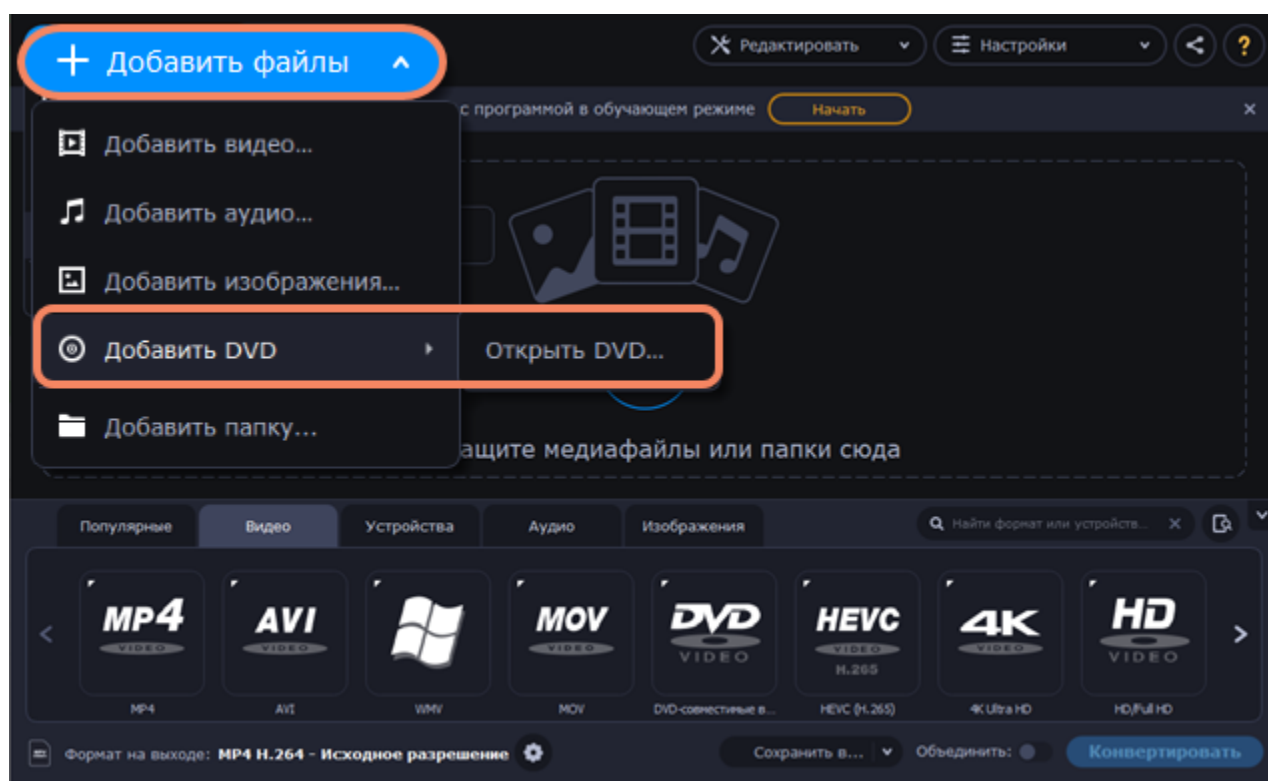 + Добавить файлы
Редактировать
Настройки
?
с программой в обучающем режиме
Начать
Добавить видео...
Добавить аудио...
Добавить изображения...
Добавить DVD
Открыть DVD...
Добавить папку...
ащите медиафайлы или папки сюда
Популярные
Видео
Устройства
Аудио
Изображения
Найти формат или устройств...
MP4
VIDEO
AVI
VIDEO
MOV
VIDEO
DVD
VIDEO
HEVC
VIDEO
H.265
4K
VIDEO
HD
VIDEO
MP4
AVI
WMV
MOV
DVD-совместимые в...
HEVC (H.265)
4K Ultra HD
HD/Full HD
Формат на выходе: MP4 H.264 - Исходное разрешение
Сохранить в...
Объединить:
Конвертировать